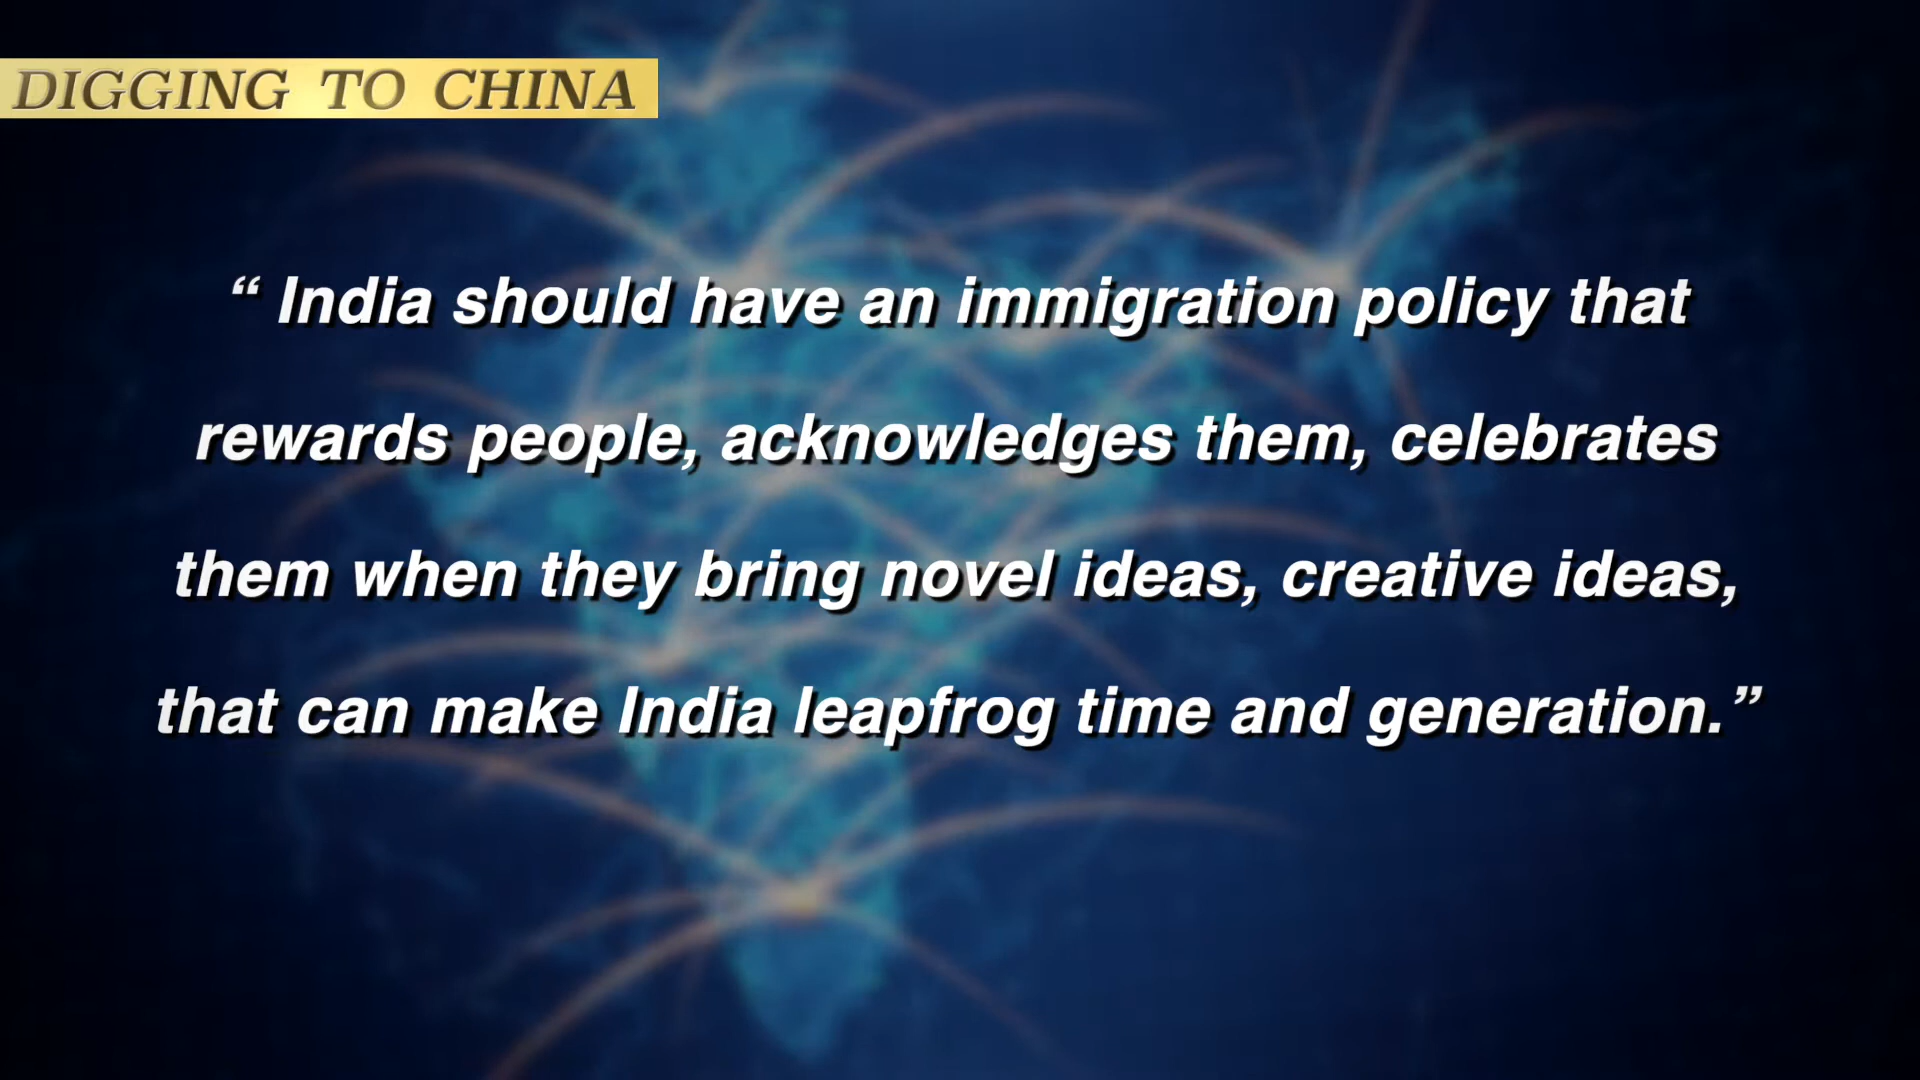 DIGGING TO CHINA
“ India should have an immigration policy that
rewards people, acknowledges them, celebrates
them when they bring novel ideas, creative ideas,
that can make India leapfrog time and generation.”